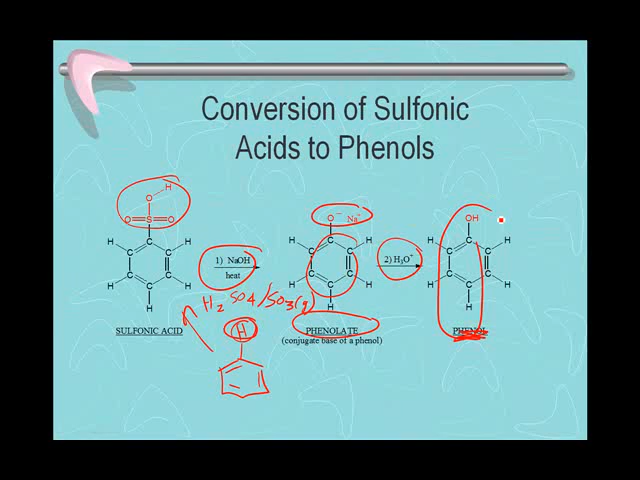 Conversion of Sulfonic
Acids to Phenols
H
O
O S O
H H
H H
H
1) NaOH
heat
O⁻ Na⁺
H H
H H
H
2) H₃O⁺
OH
H H
H H
H
C C C C C C
C C C C C C
C C C C C C
H₂SO₄/SO₃(g)
SULFONIC ACID
H
PHENOLATE
(conjugate base of a phenol)
PHENOL